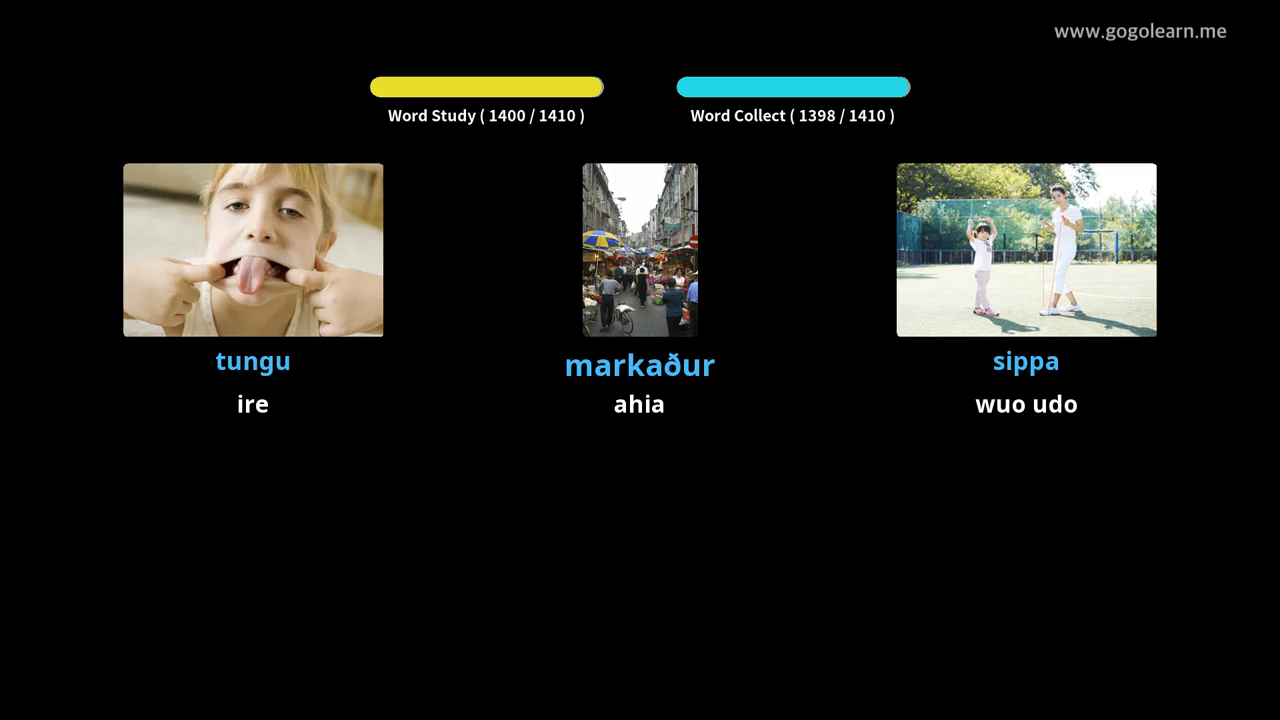 www.gogolearn.me
Word Study ( 1400 / 1410 )
Word Collect ( 1398 / 1410 )
tungu
markaður
sippa
ire
ahia
wuo udo